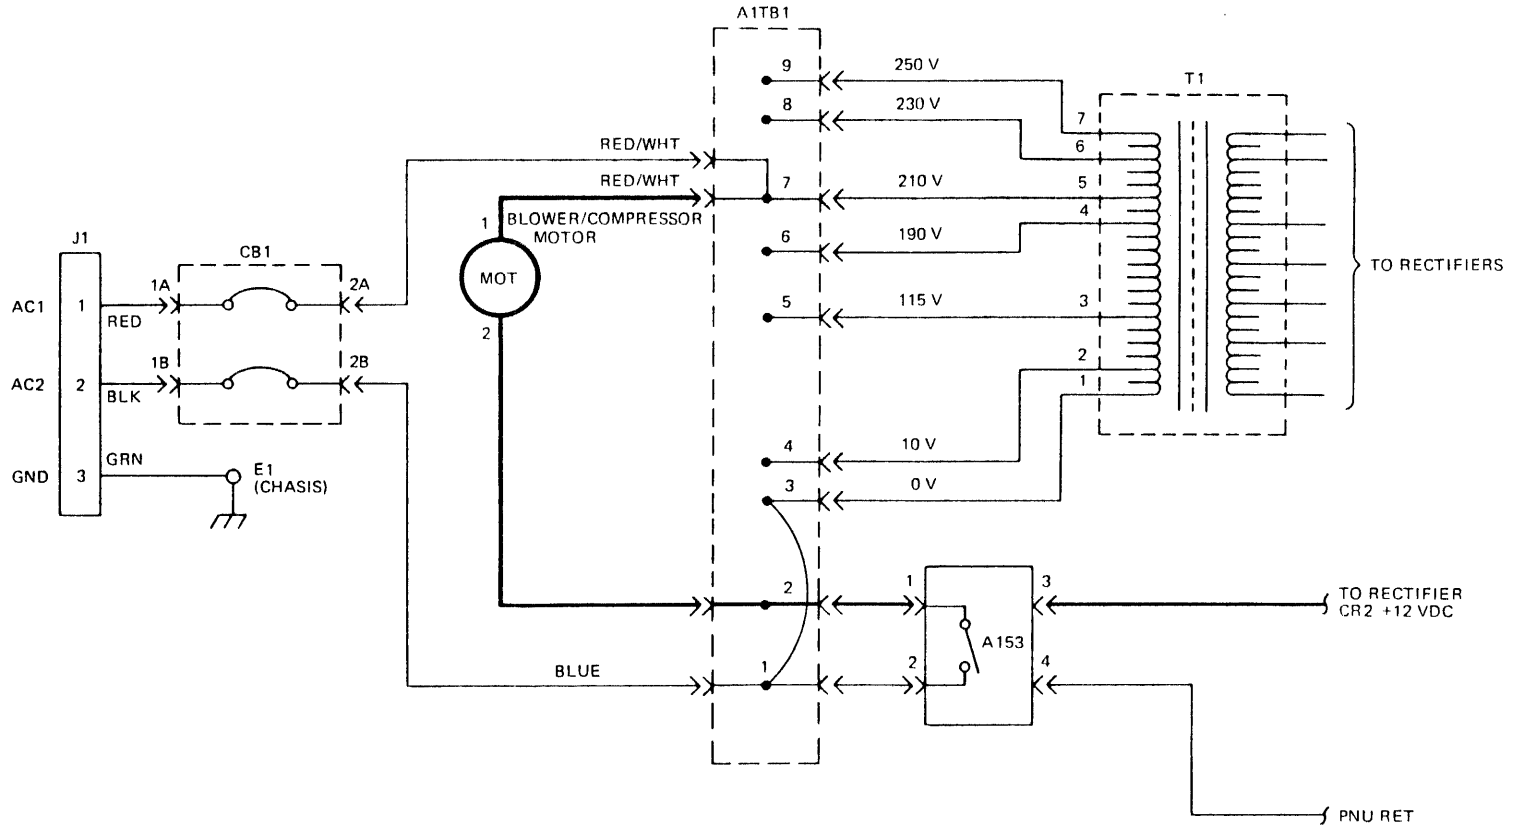 A1TB1
9
250 V
T1
8
230 V
7
RED/WHT
6
RED/WHT
7
210 V
5
1
BLOWER/COMPRESSOR
MOTOR
4
J1
CB1
6
190 V
MOT
TO RECTIFIERS
1A
2A
AC1
1
RED
5
115 V
3
2
1B
2B
2
AC2
2
BLK
1
4
10 V
GRN
GND
3
E1
(CHASIS)
3
0 V
2
1
3
TO RECTIFIER
CR2 +12 VDC
A153
BLUE
1
2
4
PNU RET